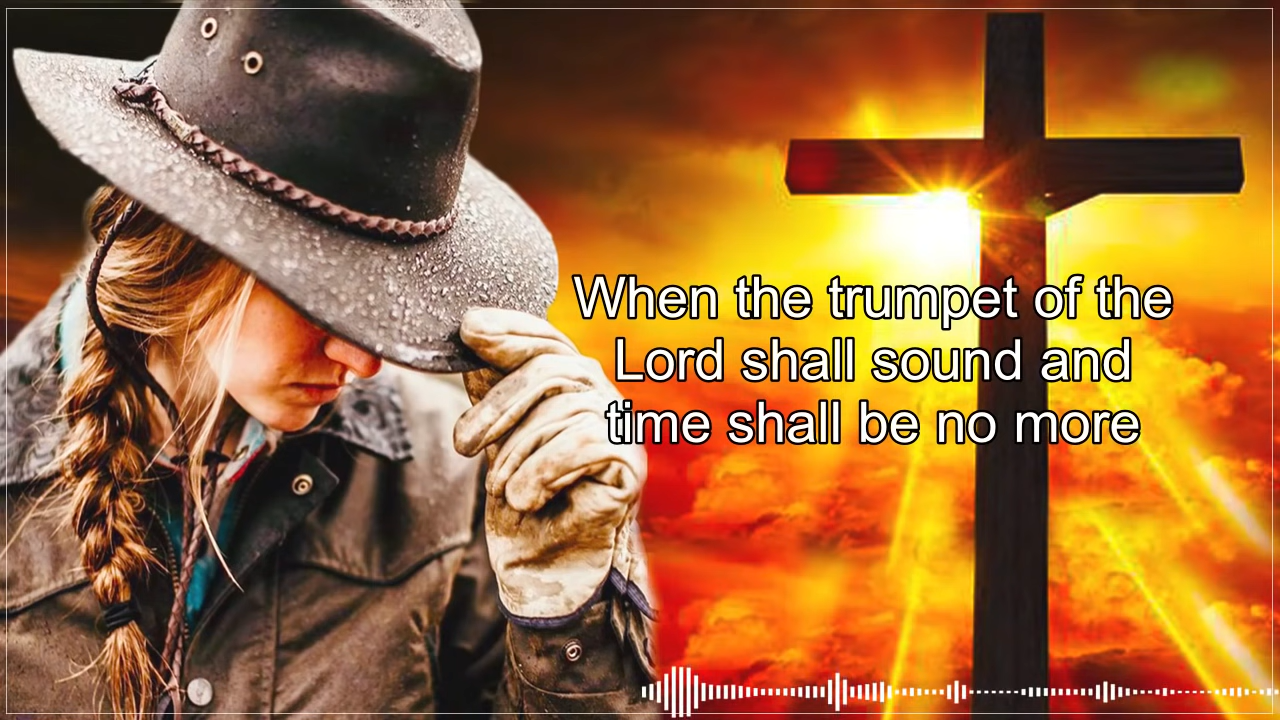 When the trumpet of the
Lord shall sound and
time shall be no more